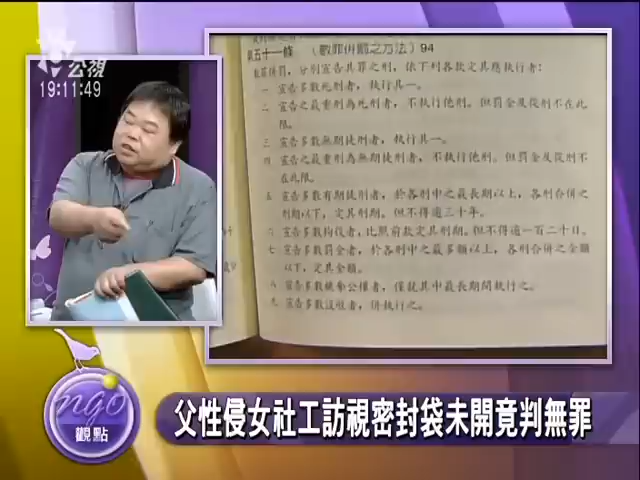 公視
19:11:49
第五十一條 (數罪併罰之方法) 94
數罪併罰，分別宣告其罪之刑，依下列各款定其應執行者：
一 宣告多數死刑者，執行其一。
二 宣告之最重刑為死刑者，不執行他刑。但罰金及從刑不在此
限。
三 宣告多數無期徒刑者，執行其一。
四 宣告之最重刑為無期徒刑者，不執行他刑。但罰金及從刑不
在此限。
五 宣告多數有期徒刑者，於各刑中之最長期以上，各刑合併之
刑期以下，定其刑期。但不得逾三十年。
六 宣告多數拘役者，比照前款定其刑期。但不得逾一百二十日。
七 宣告多數罰金者，於各刑中之最多額以上，各刑合併之金額
以下，定其金額。
八 宣告多數褫奪公權者，僅就其中最長期間執行之。
九 宣告多數沒收者，併執行之。
ngo
觀點
父性侵女社工訪視密封袋未開竟判無罪